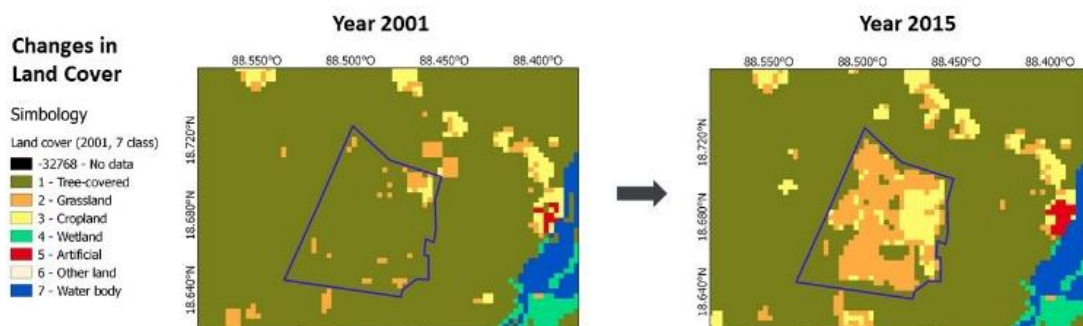 Changes in
Land Cover
Simbology
Land cover (2001, 7 class)
-32768 - No data
1 - Tree-covered
2 - Grassland
3 - Cropland
4 - Wetland
5 - Artificial
6 - Other land
7 - Water body
Year 2001
88.550°O 88.500°O 88.450°O 88.400°O
18.720°N
18.680°N
18.640°N
Year 2015
88.550°O 88.500°O 88.450°O 88.400°O
18.720°N
18.680°N
18.640°N